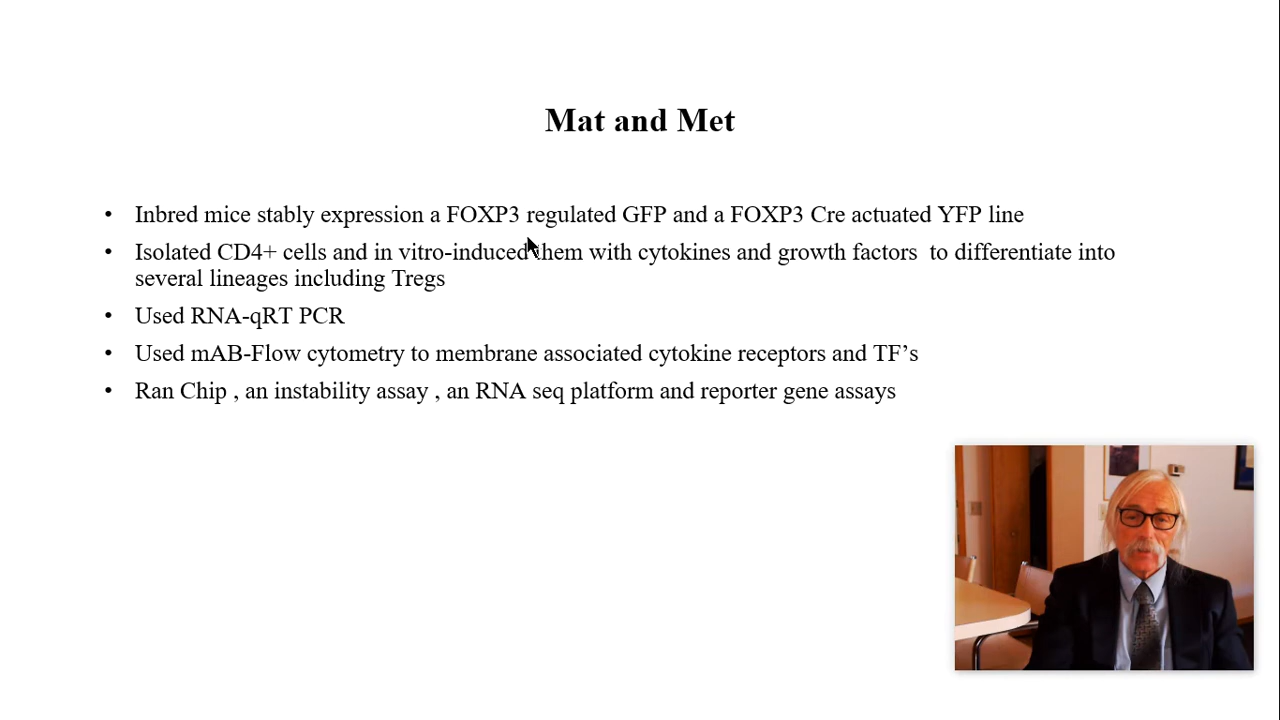 Mat and Met
• Inbred mice stably expression a FOXP3 regulated GFP and a FOXP3 Cre actuated YFP line
• Isolated CD4+ cells and in vitro-induced them with cytokines and growth factors  to differentiate into
several lineages including Tregs
• Used RNA-qRT PCR
• Used mAB-Flow cytometry to membrane associated cytokine receptors and TF’s
• Ran Chip , an instability assay , an RNA seq platform and reporter gene assays